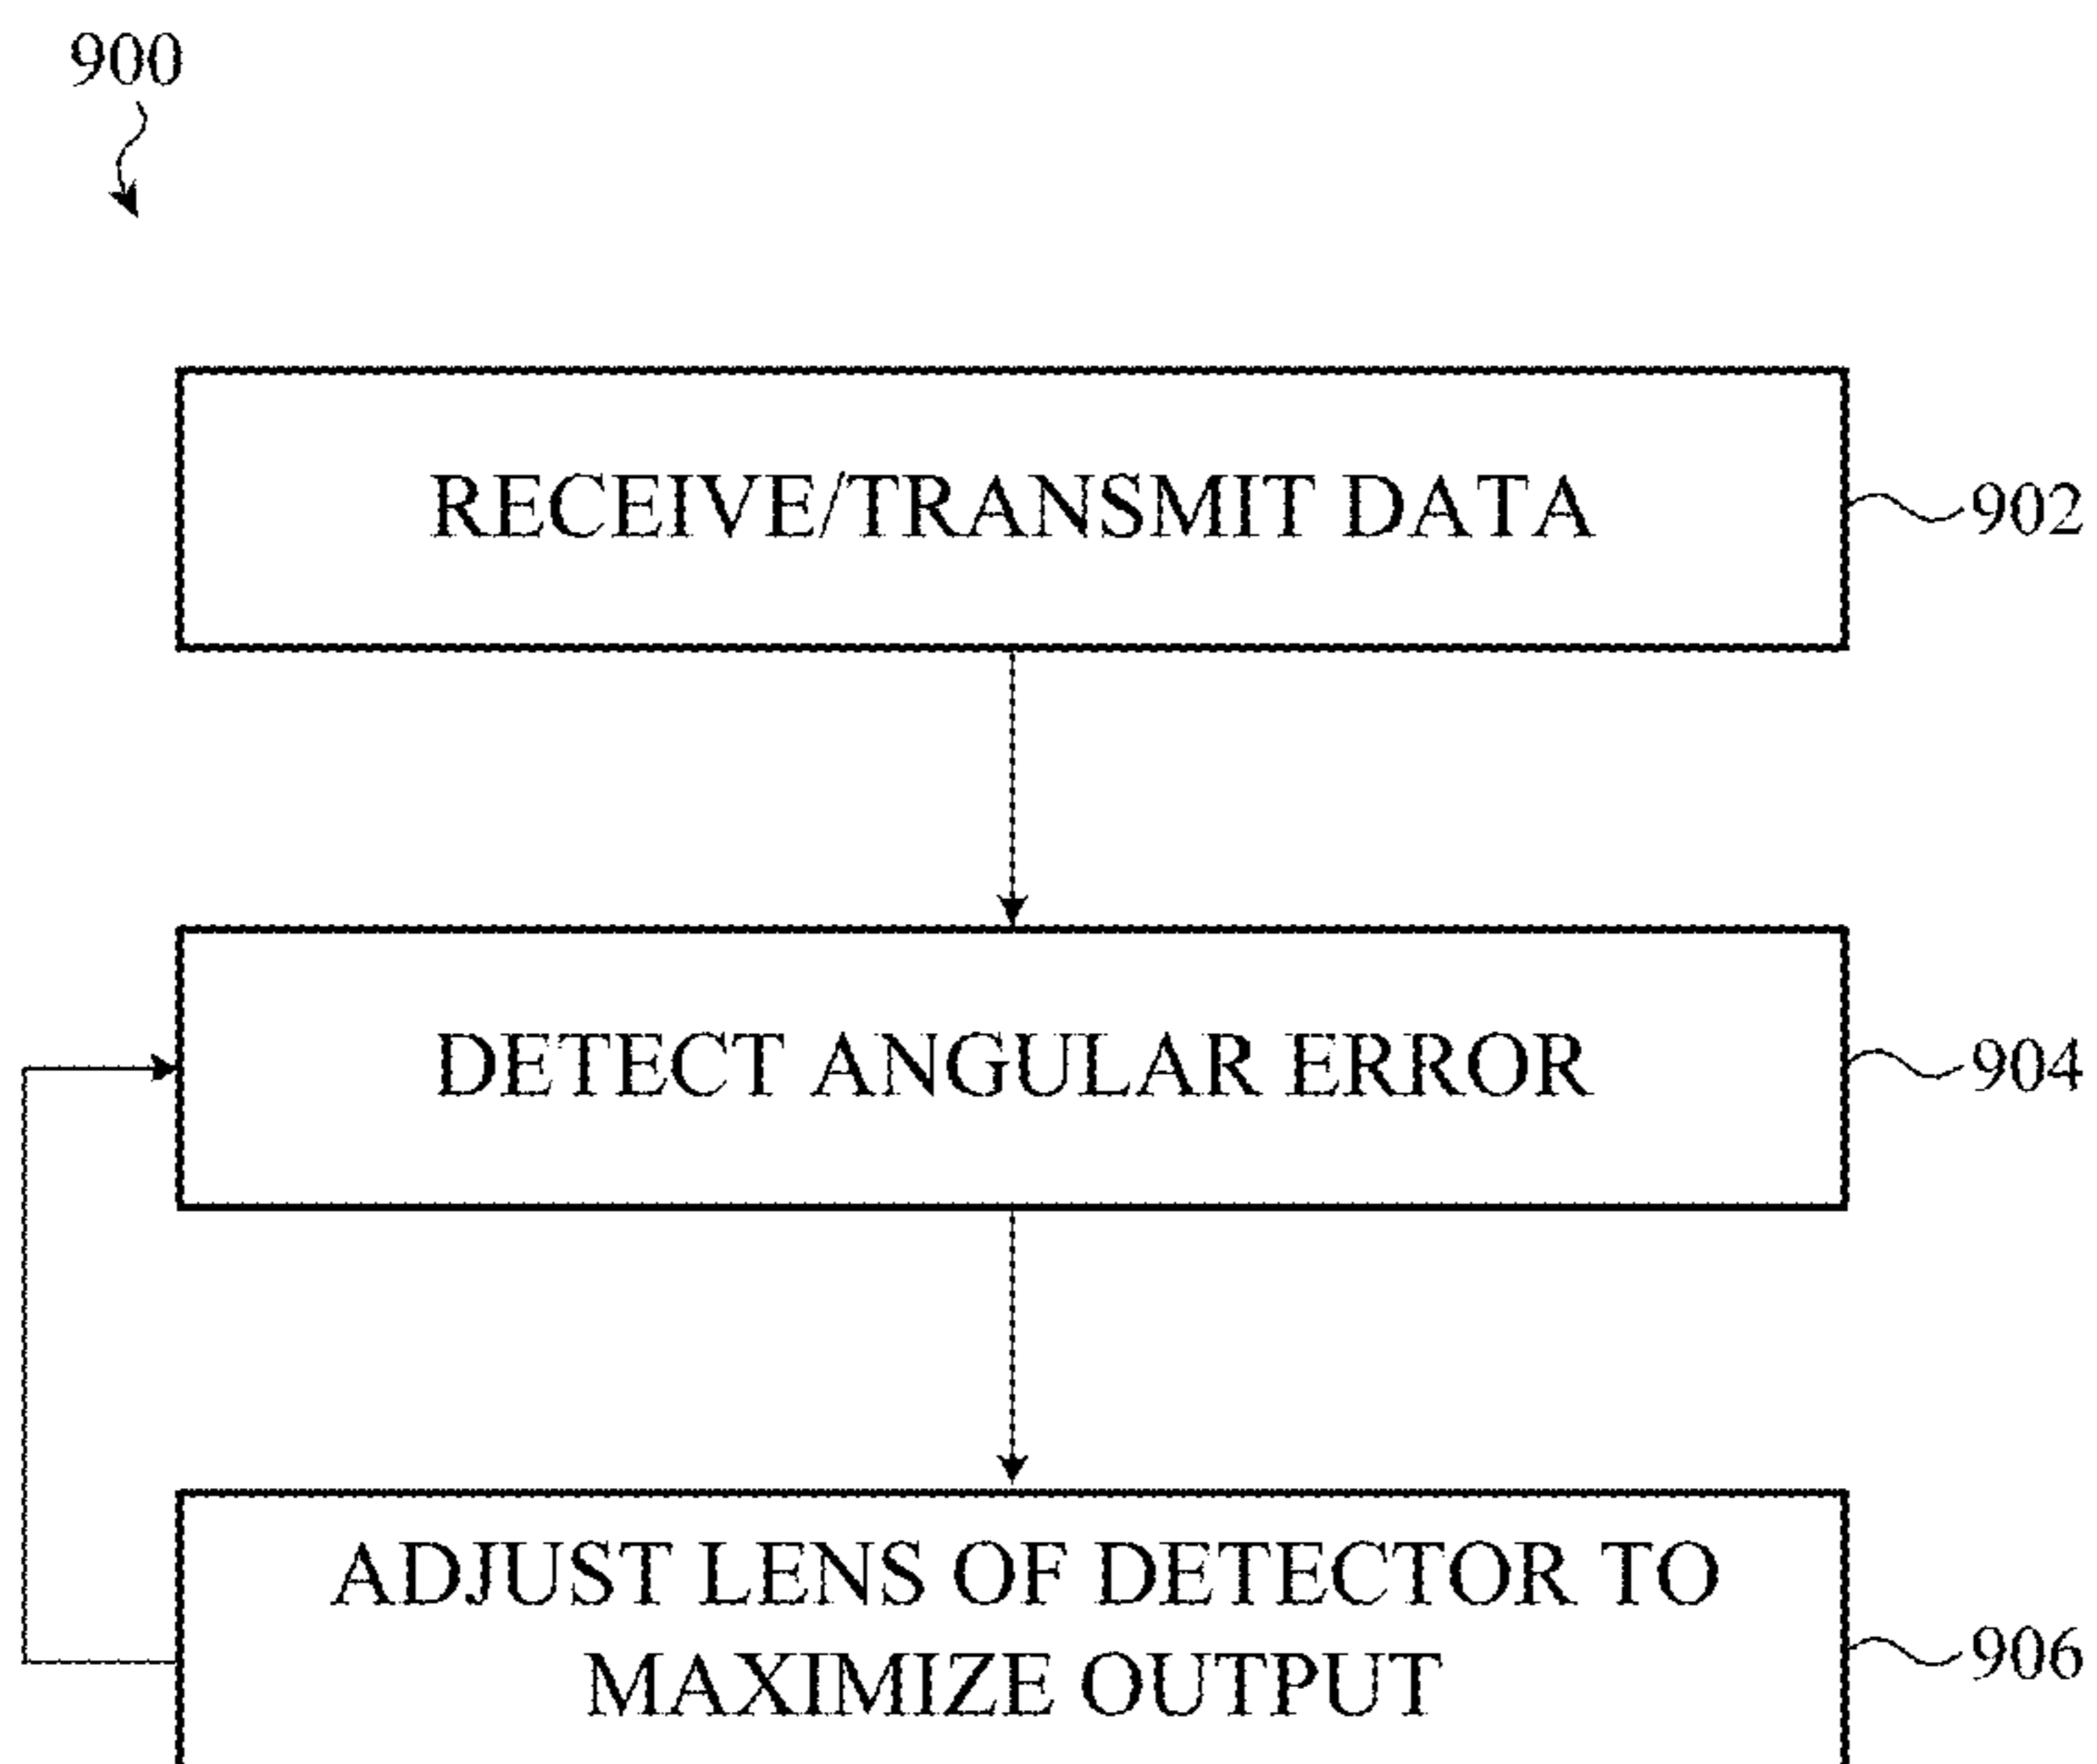 900
RECEIVE/TRANSMIT DATA
902
DETECT ANGULAR ERROR
904
ADJUST LENS OF DETECTOR TO
MAXIMIZE OUTPUT
906